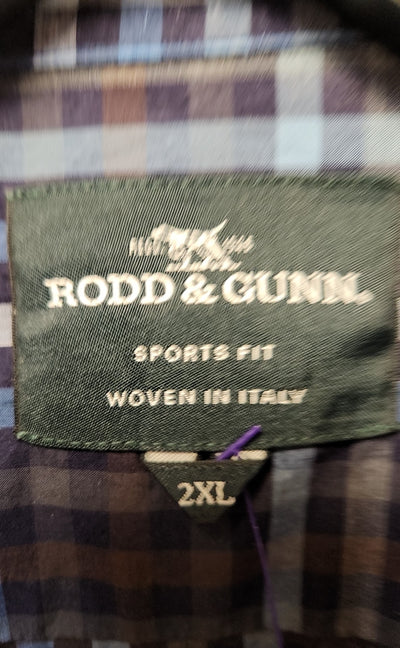 RODD & GUNN.
SPORTS FIT
WOVEN IN ITALY
2XL